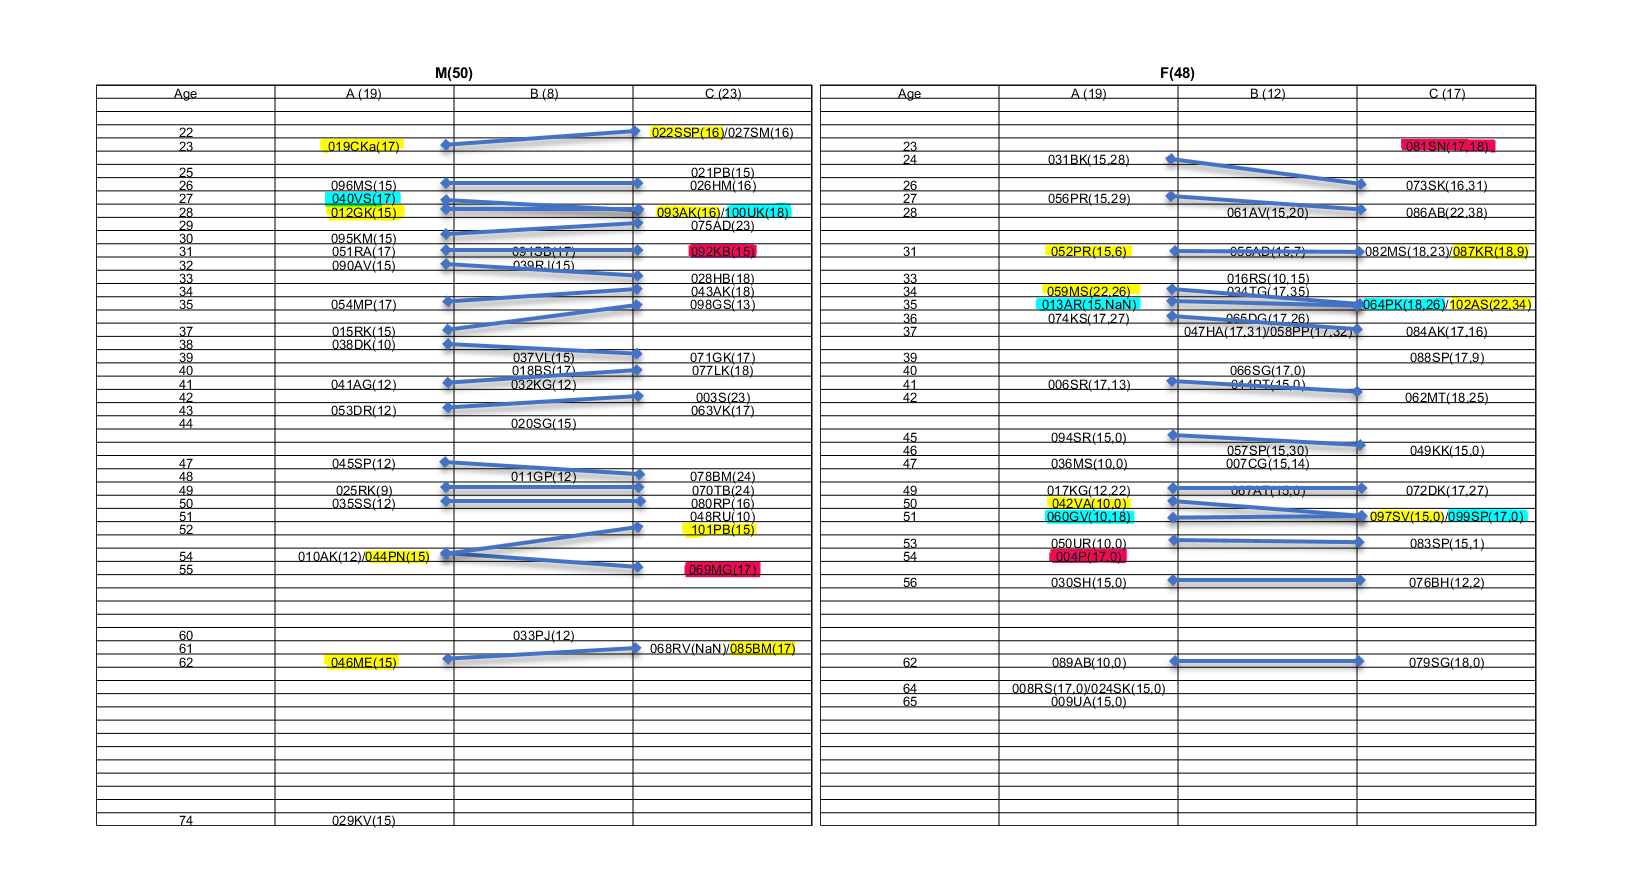 M(50)
Age A (19) B (8) C (23)
22 022SSP(16)/027SM(16)
23 019CKa(17)
25 021PB(15)
26 096MS(15) 026HM(16)
27 040VS(17)
28 012GK(15) 093AK(16)/100UK(18)
29 075AD(23)
30 095KM(15)
31 051RA(17) 091SB(17) 092KB(15)
32 090AV(15) 039RJ(15)
33 028HB(18)
34 043AK(18)
35 054MP(17) 098GS(13)
37 015RK(15)
38 038DK(10)
39 037VL(15) 071GK(17)
40 018BS(17) 077LK(18)
41 041AG(12) 032KG(12)
42 003S(23)
43 053DR(12) 063VK(17)
44 020SG(15)
47 045SP(12)
48 011GP(12) 078BM(24)
49 025RK(9) 070TB(24)
50 035SS(12) 080RP(16)
51 048RU(10)
52 101PB(15)
54 010AK(12)/044PN(15)
55 069MG(17)
60 033PJ(12)
61 068RV(NaN)/085BM(17)
62 046ME(15)
74 029KV(15)
F(48)
Age A (19) B (12) C (17)
23 081SN(17,18)
24 031BK(15,28)
26 073SK(16,31)
27 056PR(15,29)
28 061AV(15,20) 086AB(22,38)
31 052PR(15,6) 055AD(15,7) 082MS(18,23)/087KR(18,9)
33 016RS(10,15)
34 059MS(22,26) 034TG(17,35)
35 013AR(15,NaN) 064PK(18,26)/102AS(22,34)
36 074KS(17,27) 065DG(17,26)
37 047HA(17,31)/058PP(17,32) 084AK(17,16)
39 088SP(17,9)
40 066SG(17,0)
41 006SR(17,13) 014PT(15,0)
42 062MT(18,25)
45 094SR(15,0)
46 057SP(15,30) 049KK(15,0)
47 036MS(10,0) 007CG(15,14)
49 017KG(12,22) 067AT(15,0) 072DK(17,27)
50 042VA(10,0)
51 060GV(10,18) 097SV(15,0)/099SP(17,0)
53 050UR(10,0) 083SP(15,1)
54 004P(17,0)
56 030SH(15,0) 076BH(12,2)
62 089AB(10,0) 079SG(18,0)
64 008RS(17,0)/024SK(15,0)
65 009UA(15,0)